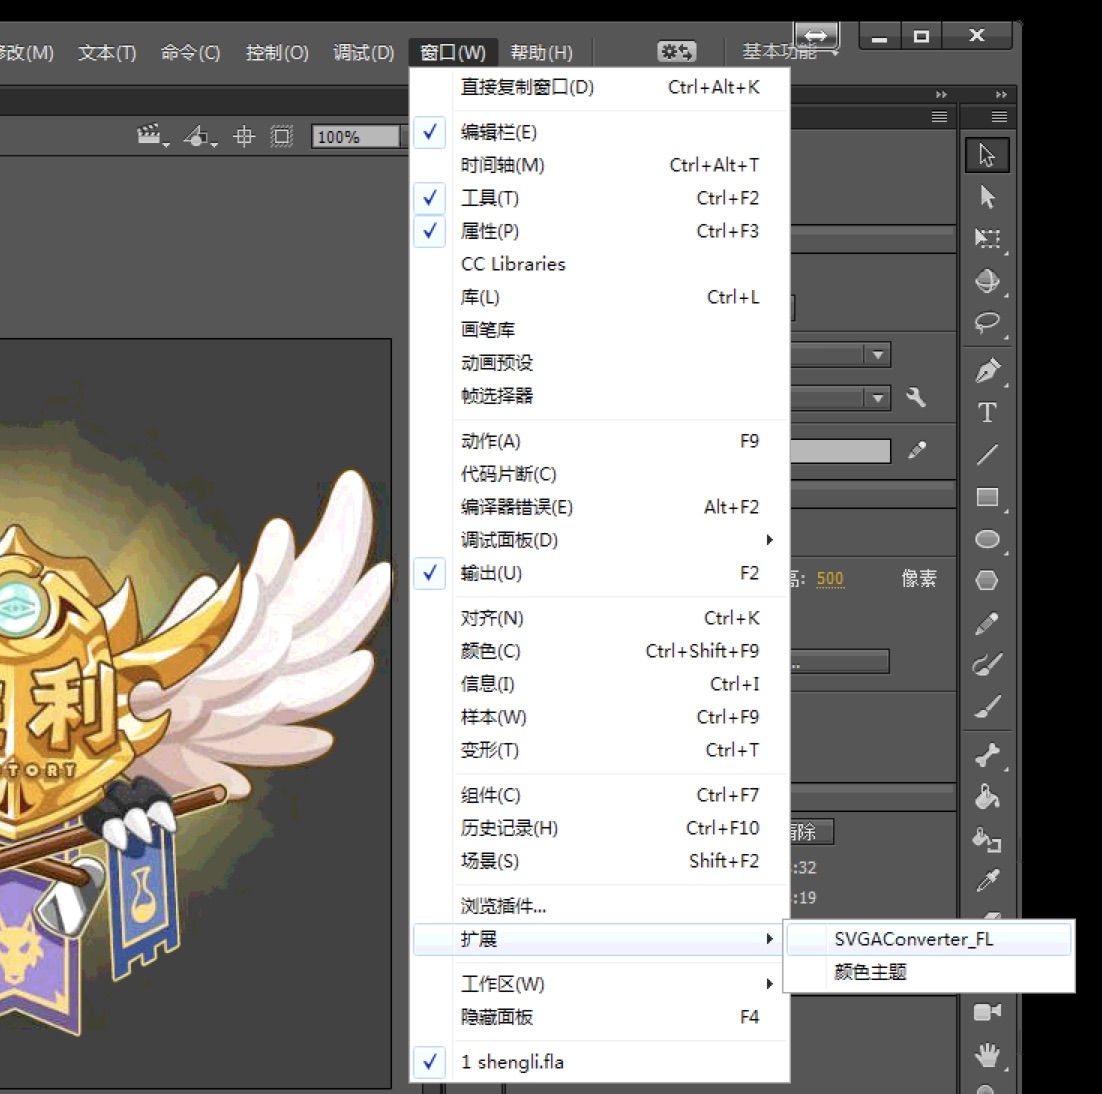 修改(M) 文本(T) 命令(C) 控制(O) 调试(D) 窗口(W) 帮助(H) 基本功能
100%
直接复制窗口(D) Ctrl+Alt+K
编辑栏(E)
时间轴(M) Ctrl+Alt+T
工具(T) Ctrl+F2
属性(P) Ctrl+F3
CC Libraries
库(L) Ctrl+L
画笔库
动画预设
帧选择器
动作(A) F9
代码片断(C)
编译器错误(E) Alt+F2
调试面板(D)
输出(U) F2
对齐(N) Ctrl+K
颜色(C) Ctrl+Shift+F9
信息(I) Ctrl+I
样本(W) Ctrl+F9
变形(T) Ctrl+T
组件(C) Ctrl+F7
历史记录(H) Ctrl+F10
场景(S) Shift+F2
浏览插件...
扩展
工作区(W)
隐藏面板 F4
1 shengli.fla
SVGAConverter_FL
颜色主题
高: 500 像素
...
清除
:32
:19
T
利
TORY